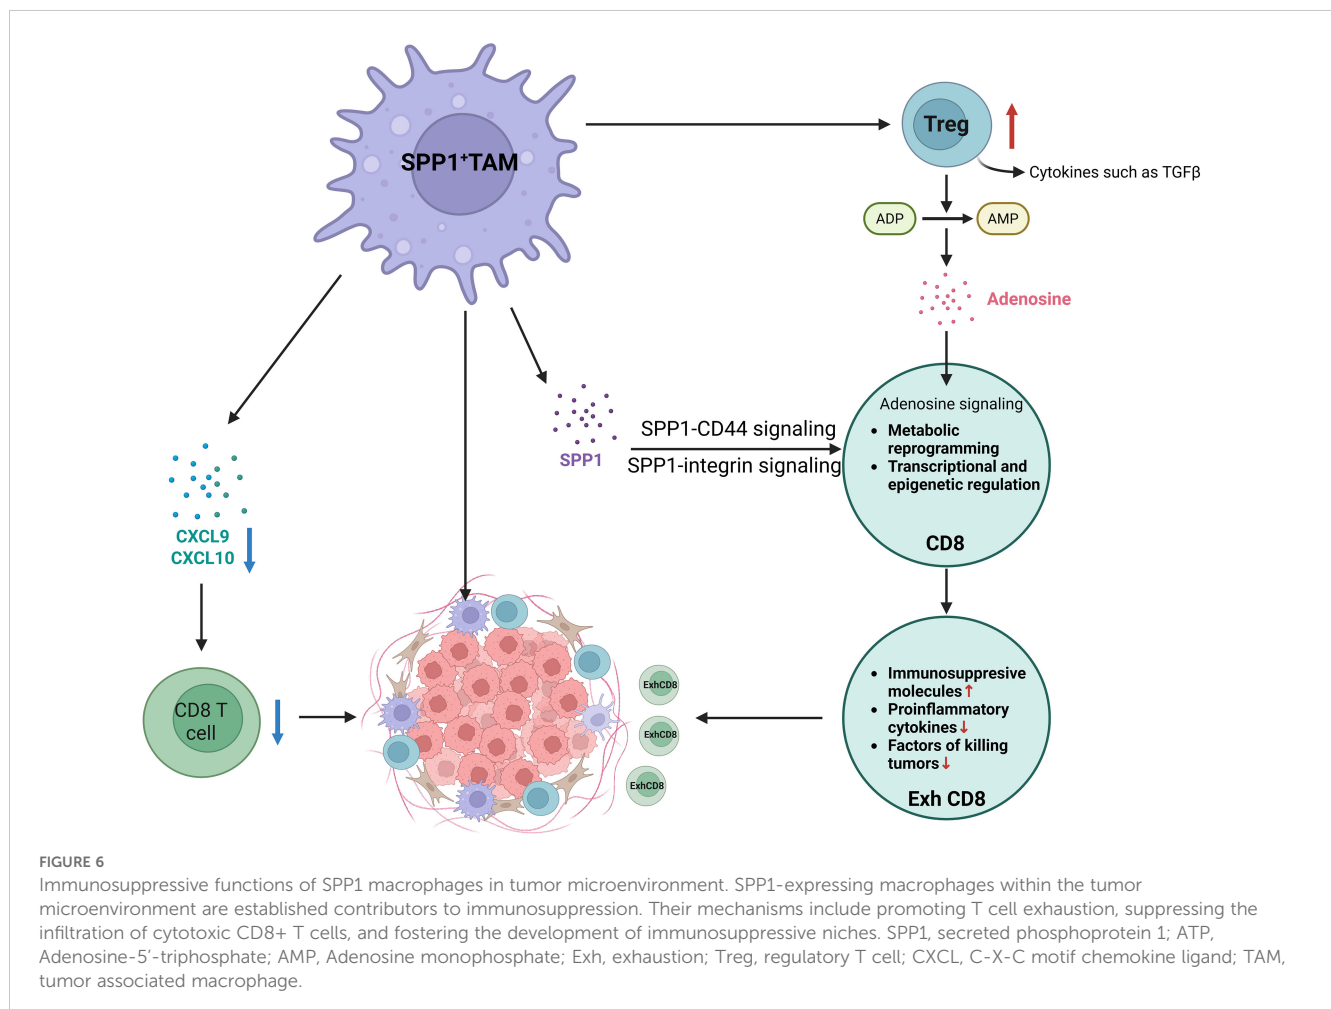 SPP1⁺TAM
Treg
Cytokines such as TGFβ
ADP
AMP
Adenosine
SPP1
SPP1-CD44 signaling
SPP1-integrin signaling
Adenosine signaling
• Metabolic
reprogramming
• Transcriptional and
epigenetic regulation
CD8
CXCL9
CXCL10
CD8 T
cell
ExhCD8
ExhCD8
ExhCD8
• Immunosuppresive
molecules↑
• Proinflammatory
cytokines↓
• Factors of killing
tumors↓
Exh CD8
FIGURE 6
Immunosuppressive functions of SPP1 macrophages in tumor microenvironment. SPP1-expressing macrophages within the tumor
microenvironment are established contributors to immunosuppression. Their mechanisms include promoting T cell exhaustion, suppressing the
infiltration of cytotoxic CD8+ T cells, and fostering the development of immunosuppressive niches. SPP1, secreted phosphoprotein 1; ATP,
Adenosine-5’-triphosphate; AMP, Adenosine monophosphate; Exh, exhaustion; Treg, regulatory T cell; CXCL, C-X-C motif chemokine ligand; TAM,
tumor associated macrophage.